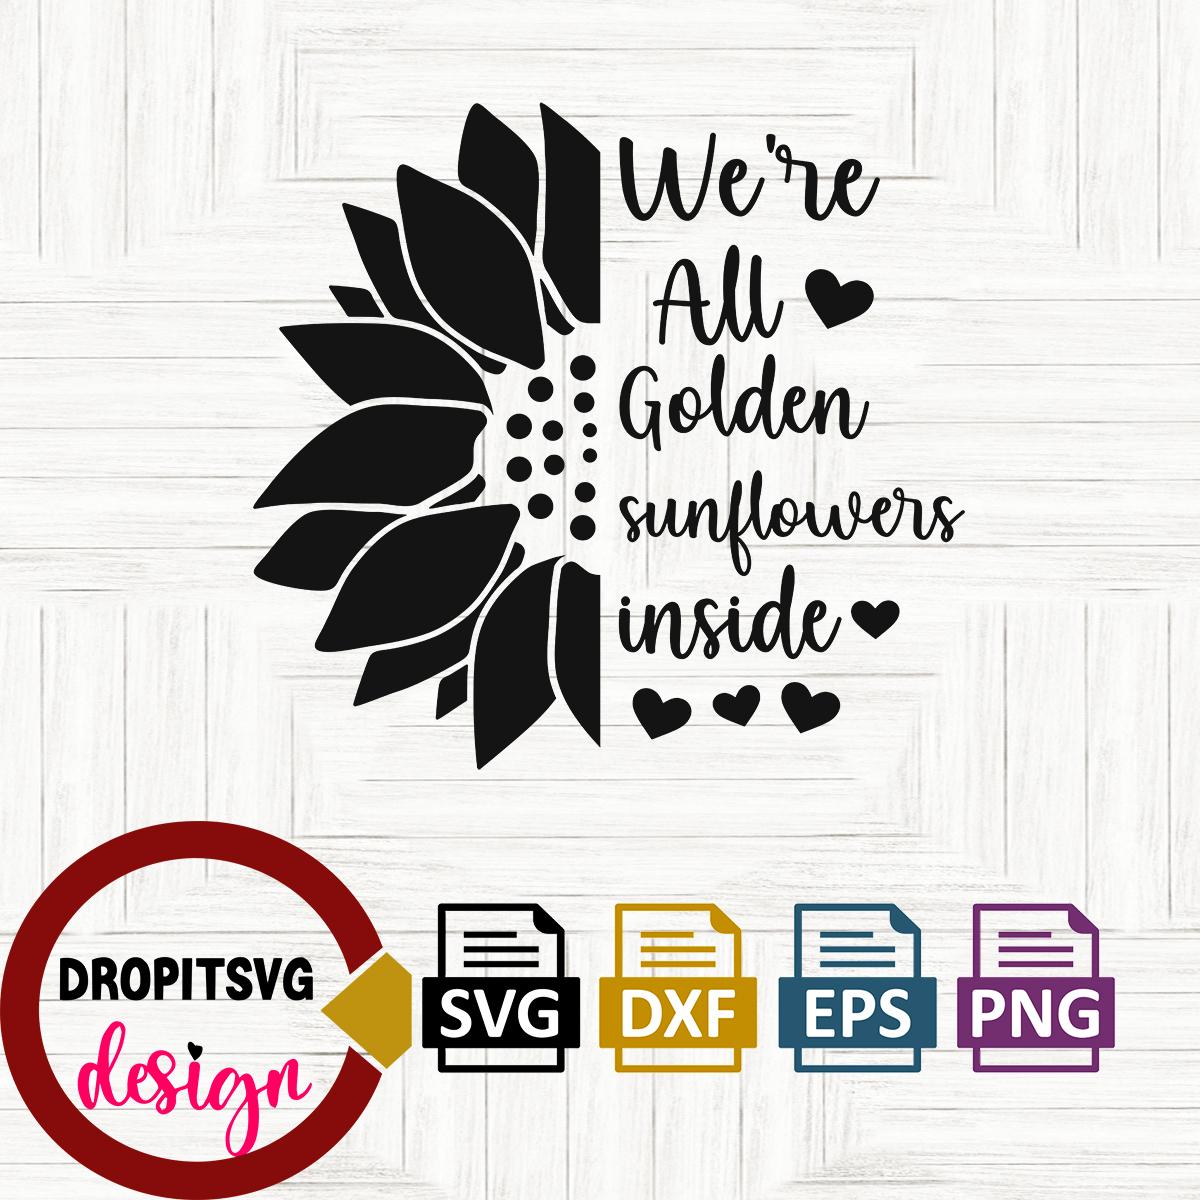 We're
All
Golden
sunflowers
inside
DROPITSVG
design
SVG
DXF
EPS
PNG